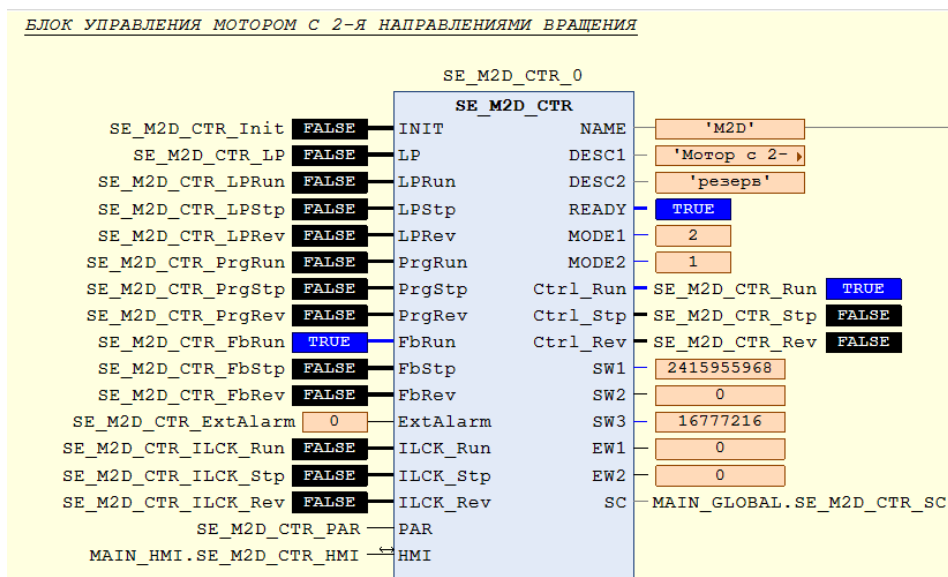 БЛОК УПРАВЛЕНИЯ МОТОРОМ С 2-Я НАПРАВЛЕНИЯМИ ВРАЩЕНИЯ
SE_M2D_CTR_0
SE_M2D_CTR
SE_M2D_CTR_Init FALSE INIT NAME 'M2D'
SE_M2D_CTR_LP FALSE LP DESC1 'Мотор с 2-
SE_M2D_CTR_LPRun FALSE LPRun DESC2 'резерв'
SE_M2D_CTR_LPStp FALSE LPStp READY TRUE
SE_M2D_CTR_LPRev FALSE LPRev MODE1 2
SE_M2D_CTR_PrgRun FALSE PrgRun MODE2 1
SE_M2D_CTR_PrgStp FALSE PrgStp Ctrl_Run SE_M2D_CTR_Run TRUE
SE_M2D_CTR_PrgRev FALSE PrgRev Ctrl_Stp SE_M2D_CTR_Stp FALSE
SE_M2D_CTR_FbRun TRUE FbRun Ctrl_Rev SE_M2D_CTR_Rev FALSE
SE_M2D_CTR_FbStp FALSE FbStp SW1 2415955968
SE_M2D_CTR_FbRev FALSE FbRev SW2 0
SE_M2D_CTR_ExtAlarm 0 ExtAlarm SW3 16777216
SE_M2D_CTR_ILCK_Run FALSE ILCK_Run EW1 0
SE_M2D_CTR_ILCK_Stp FALSE ILCK_Stp EW2 0
SE_M2D_CTR_ILCK_Rev FALSE ILCK_Rev SC MAIN_GLOBAL.SE_M2D_CTR_SC
SE_M2D_CTR_PAR PAR
MAIN_HMI.SE_M2D_CTR_HMI HMI